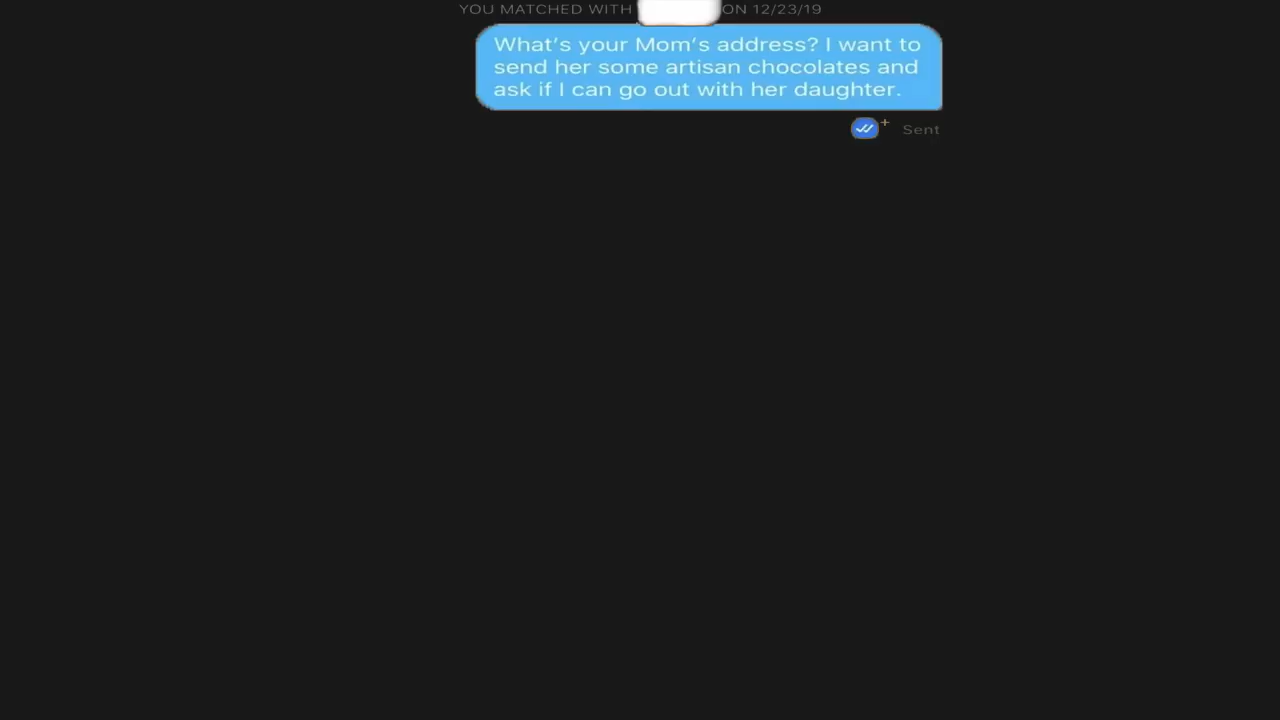 YOU MATCHED WITH ON 12/23/19
What's your Mom's address? I want to
send her some artisan chocolates and
ask if I can go out with her daughter.
Sent